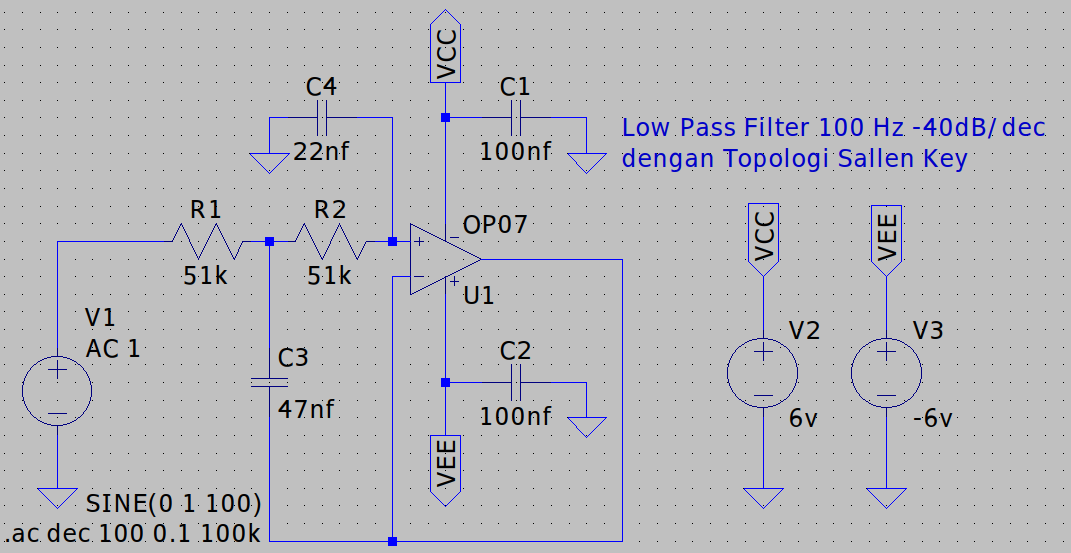 VCC
C4
22nf
C1
100nf
Low Pass Filter 100 Hz -40dB/dec
dengan Topologi Sallen Key
R1
51k
R2
51k
OP07
U1
+
−
−
+
VCC
VEE
V1
AC 1
+
−
SINE(0 1 100)
.ac dec 100 0.1 100k
C3
47nf
C2
100nf
VEE
V2
+
−
6v
V3
+
−
-6v